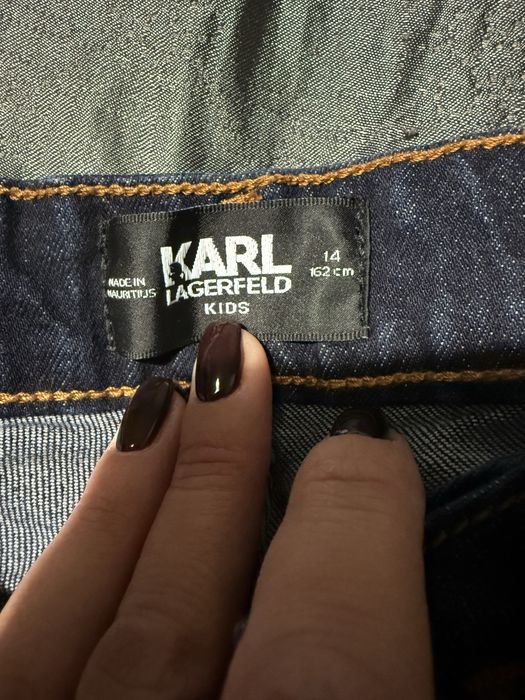 KARL
LAGERFELD
KIDS
MADE IN
MAURITIUS
14
162 cm